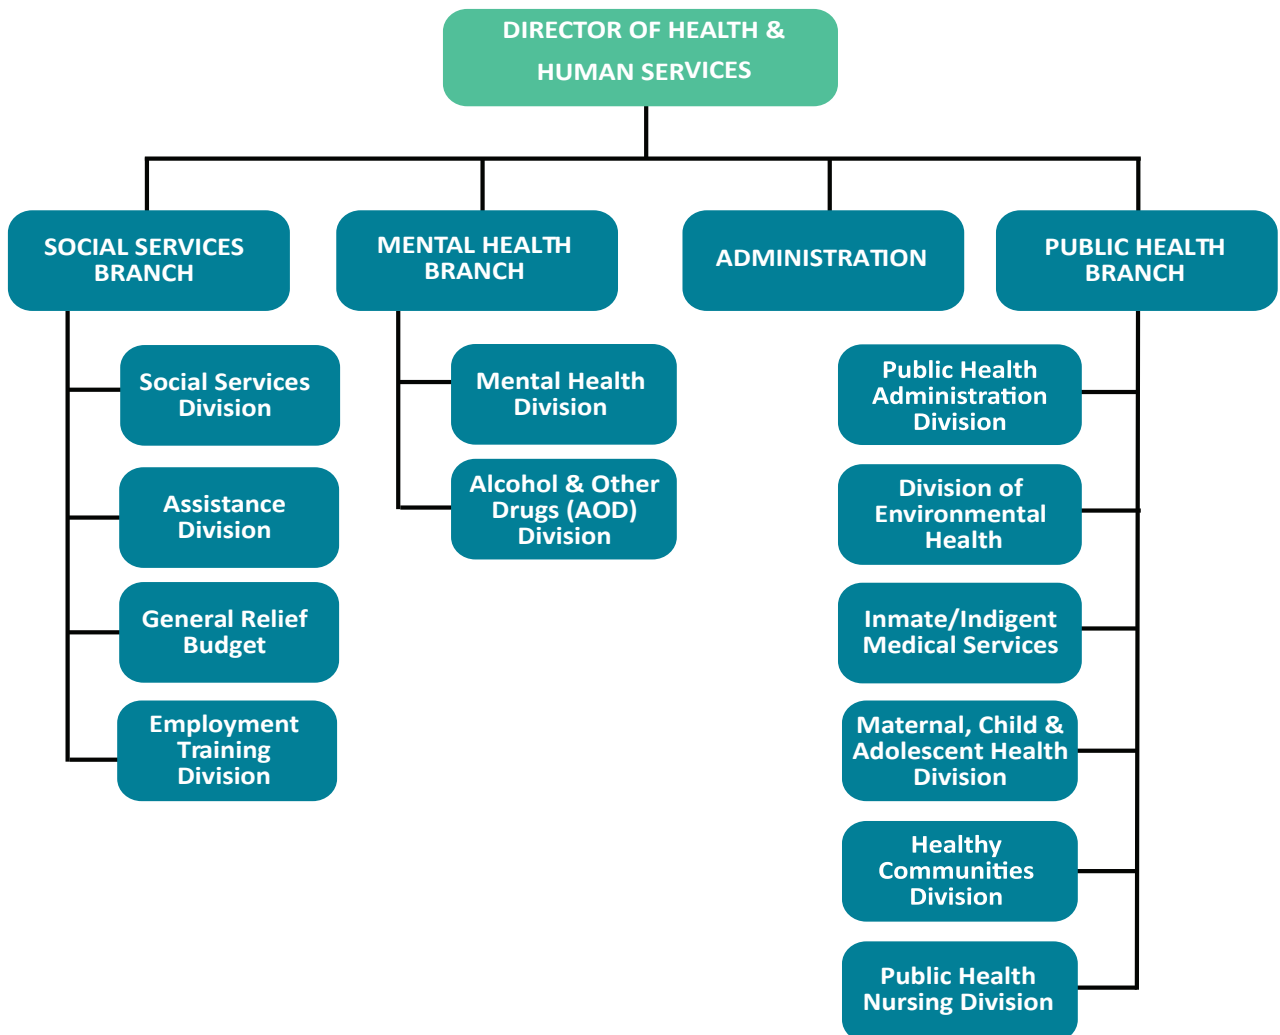 DIRECTOR OF HEALTH &
HUMAN SERVICES
SOCIAL SERVICES
BRANCH
MENTAL HEALTH
BRANCH
ADMINISTRATION
PUBLIC HEALTH
BRANCH
Social Services
Division
Assistance
Division
General Relief
Budget
Employment
Training
Division
Mental Health
Division
Alcohol & Other
Drugs (AOD)
Division
Public Health
Administration
Division
Division of
Environmental
Health
Inmate/Indigent
Medical Services
Maternal, Child &
Adolescent Health
Division
Healthy
Communities
Division
Public Health
Nursing Division